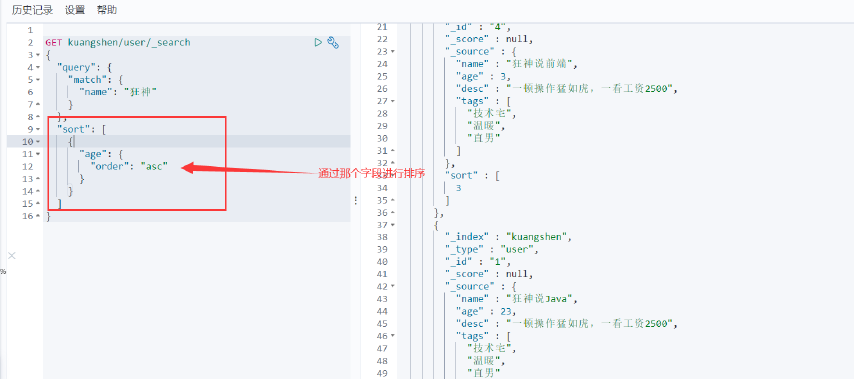 历史记录 设置 帮助
1
2 GET kuangshen/user/_search
3 {
4 "query": {
5 "match": {
6 "name": "狂神"
7 }
8 },
9 "sort": [
10 {
11 "age": {
12 "order": "asc"
13 }
14 }
15 ]
16 }
通过那个字段进行排序
%
21 "_id" : "4",
22 "_score" : null,
23 "_source" : {
24 "name" : "狂神说前端",
25 "age" : 3,
26 "desc" : "一顿操作猛如虎，一看工资2500",
27 "tags" : [
28 "技术宅",
29 "温暖",
30 "直男"
31 ]
32 },
33 "sort" : [
34 3
35 ]
36 },
37 {
38 "_index" : "kuangshen",
39 "_type" : "user",
40 "_id" : "1",
41 "_score" : null,
42 "_source" : {
43 "name" : "狂神说Java",
44 "age" : 23,
45 "desc" : "一顿操作猛如虎，一看工资2500",
46 "tags" : [
47 "技术宅",
48 "温暖",
49 "直男"